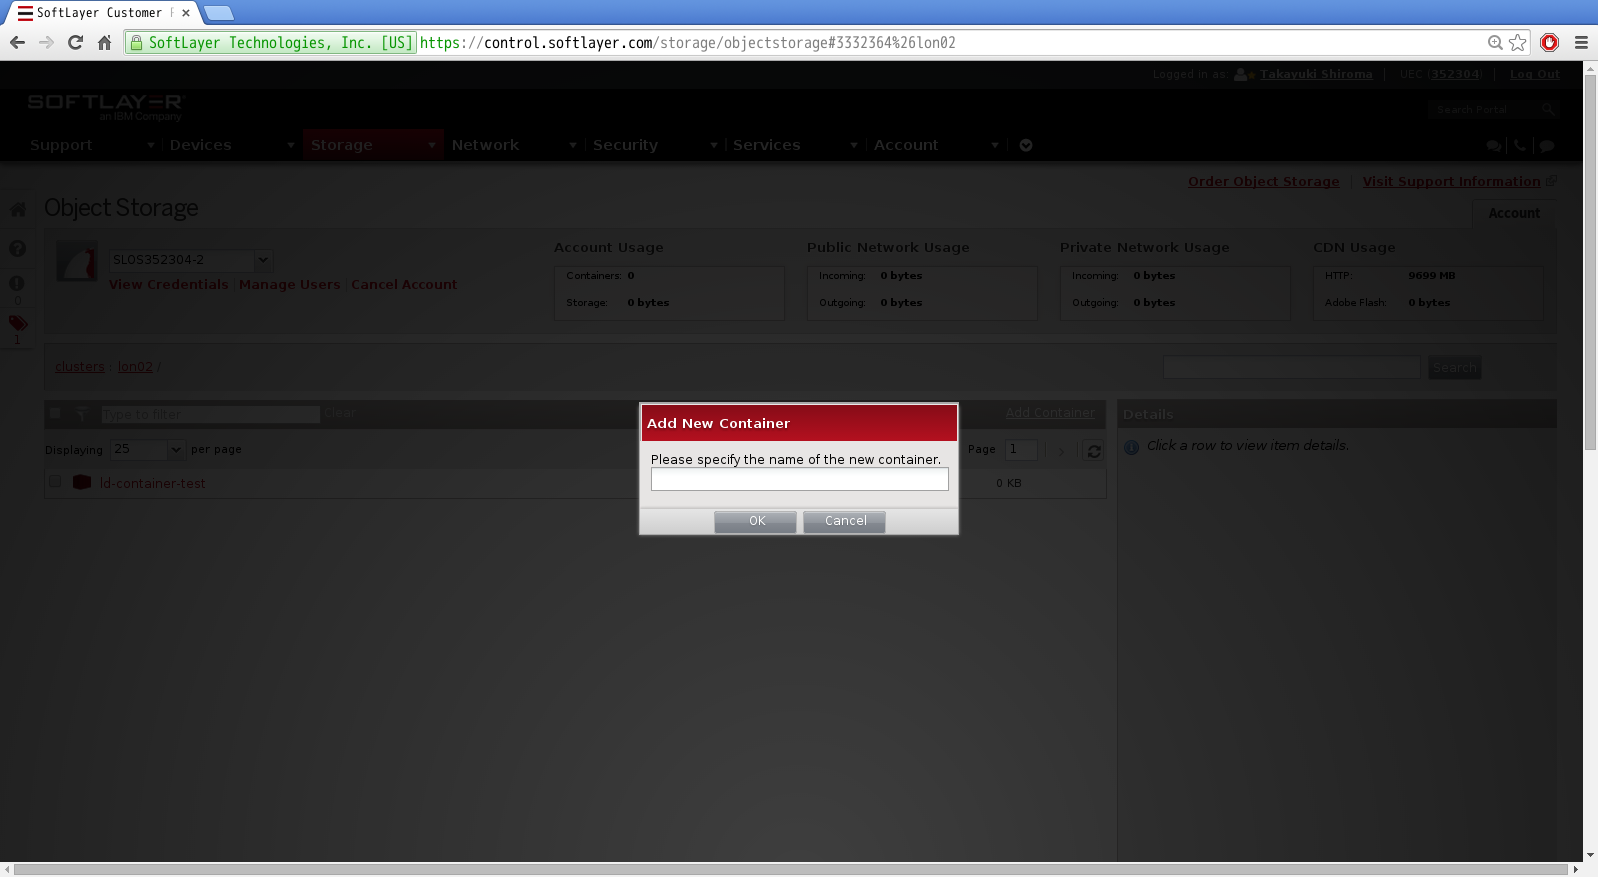 SoftLayer Customer P
SoftLayer Technologies, Inc. [US] https://control.softlayer.com/storage/objectstorage#3332364%26lon02
Logged in as: Takayuki Shiroma UEC (352304) Log Out
SOFTLAYER
an IBM Company
Search Portal
Support Devices Storage Network Security Services Account
Order Object Storage Visit Support Information
Object Storage
Account
SLOS352304-2
View Credentials Manage Users Cancel Account
Account Usage
Containers: 0
Storage: 0 bytes
Public Network Usage
Incoming: 0 bytes
Outgoing: 0 bytes
Private Network Usage
Incoming: 0 bytes
Outgoing: 0 bytes
CDN Usage
HTTP: 9699 MB
Adobe Flash: 0 bytes
0
1
clusters : lon02 /
Search
Type to filter Clear
Add Container
Details
Displaying 25 per page
Page 1
Click a row to view item details.
ld-container-test
0 KB
Add New Container
Please specify the name of the new container.
OK Cancel